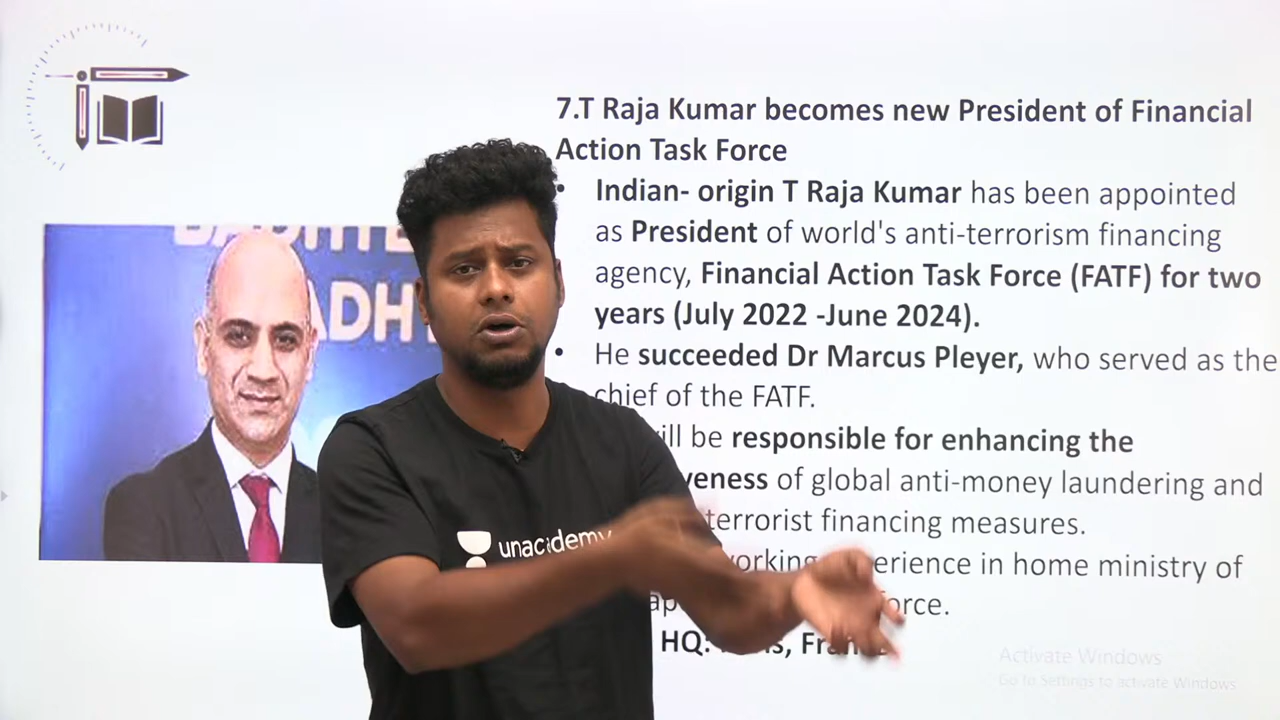 7.T Raja Kumar becomes new President of Financial
Action Task Force
• Indian- origin T Raja Kumar has been appointed
as President of world's anti-terrorism financing
agency, Financial Action Task Force (FATF) for two
years (July 2022 -June 2024).
• He succeeded Dr Marcus Pleyer, who served as the
chief of the FATF.
be responsible for enhancing the
of global anti-money laundering and
terrorist financing measures.
in home ministry of
HQ:
unacademy
Activate Windows
Go to Settings to activate Windows